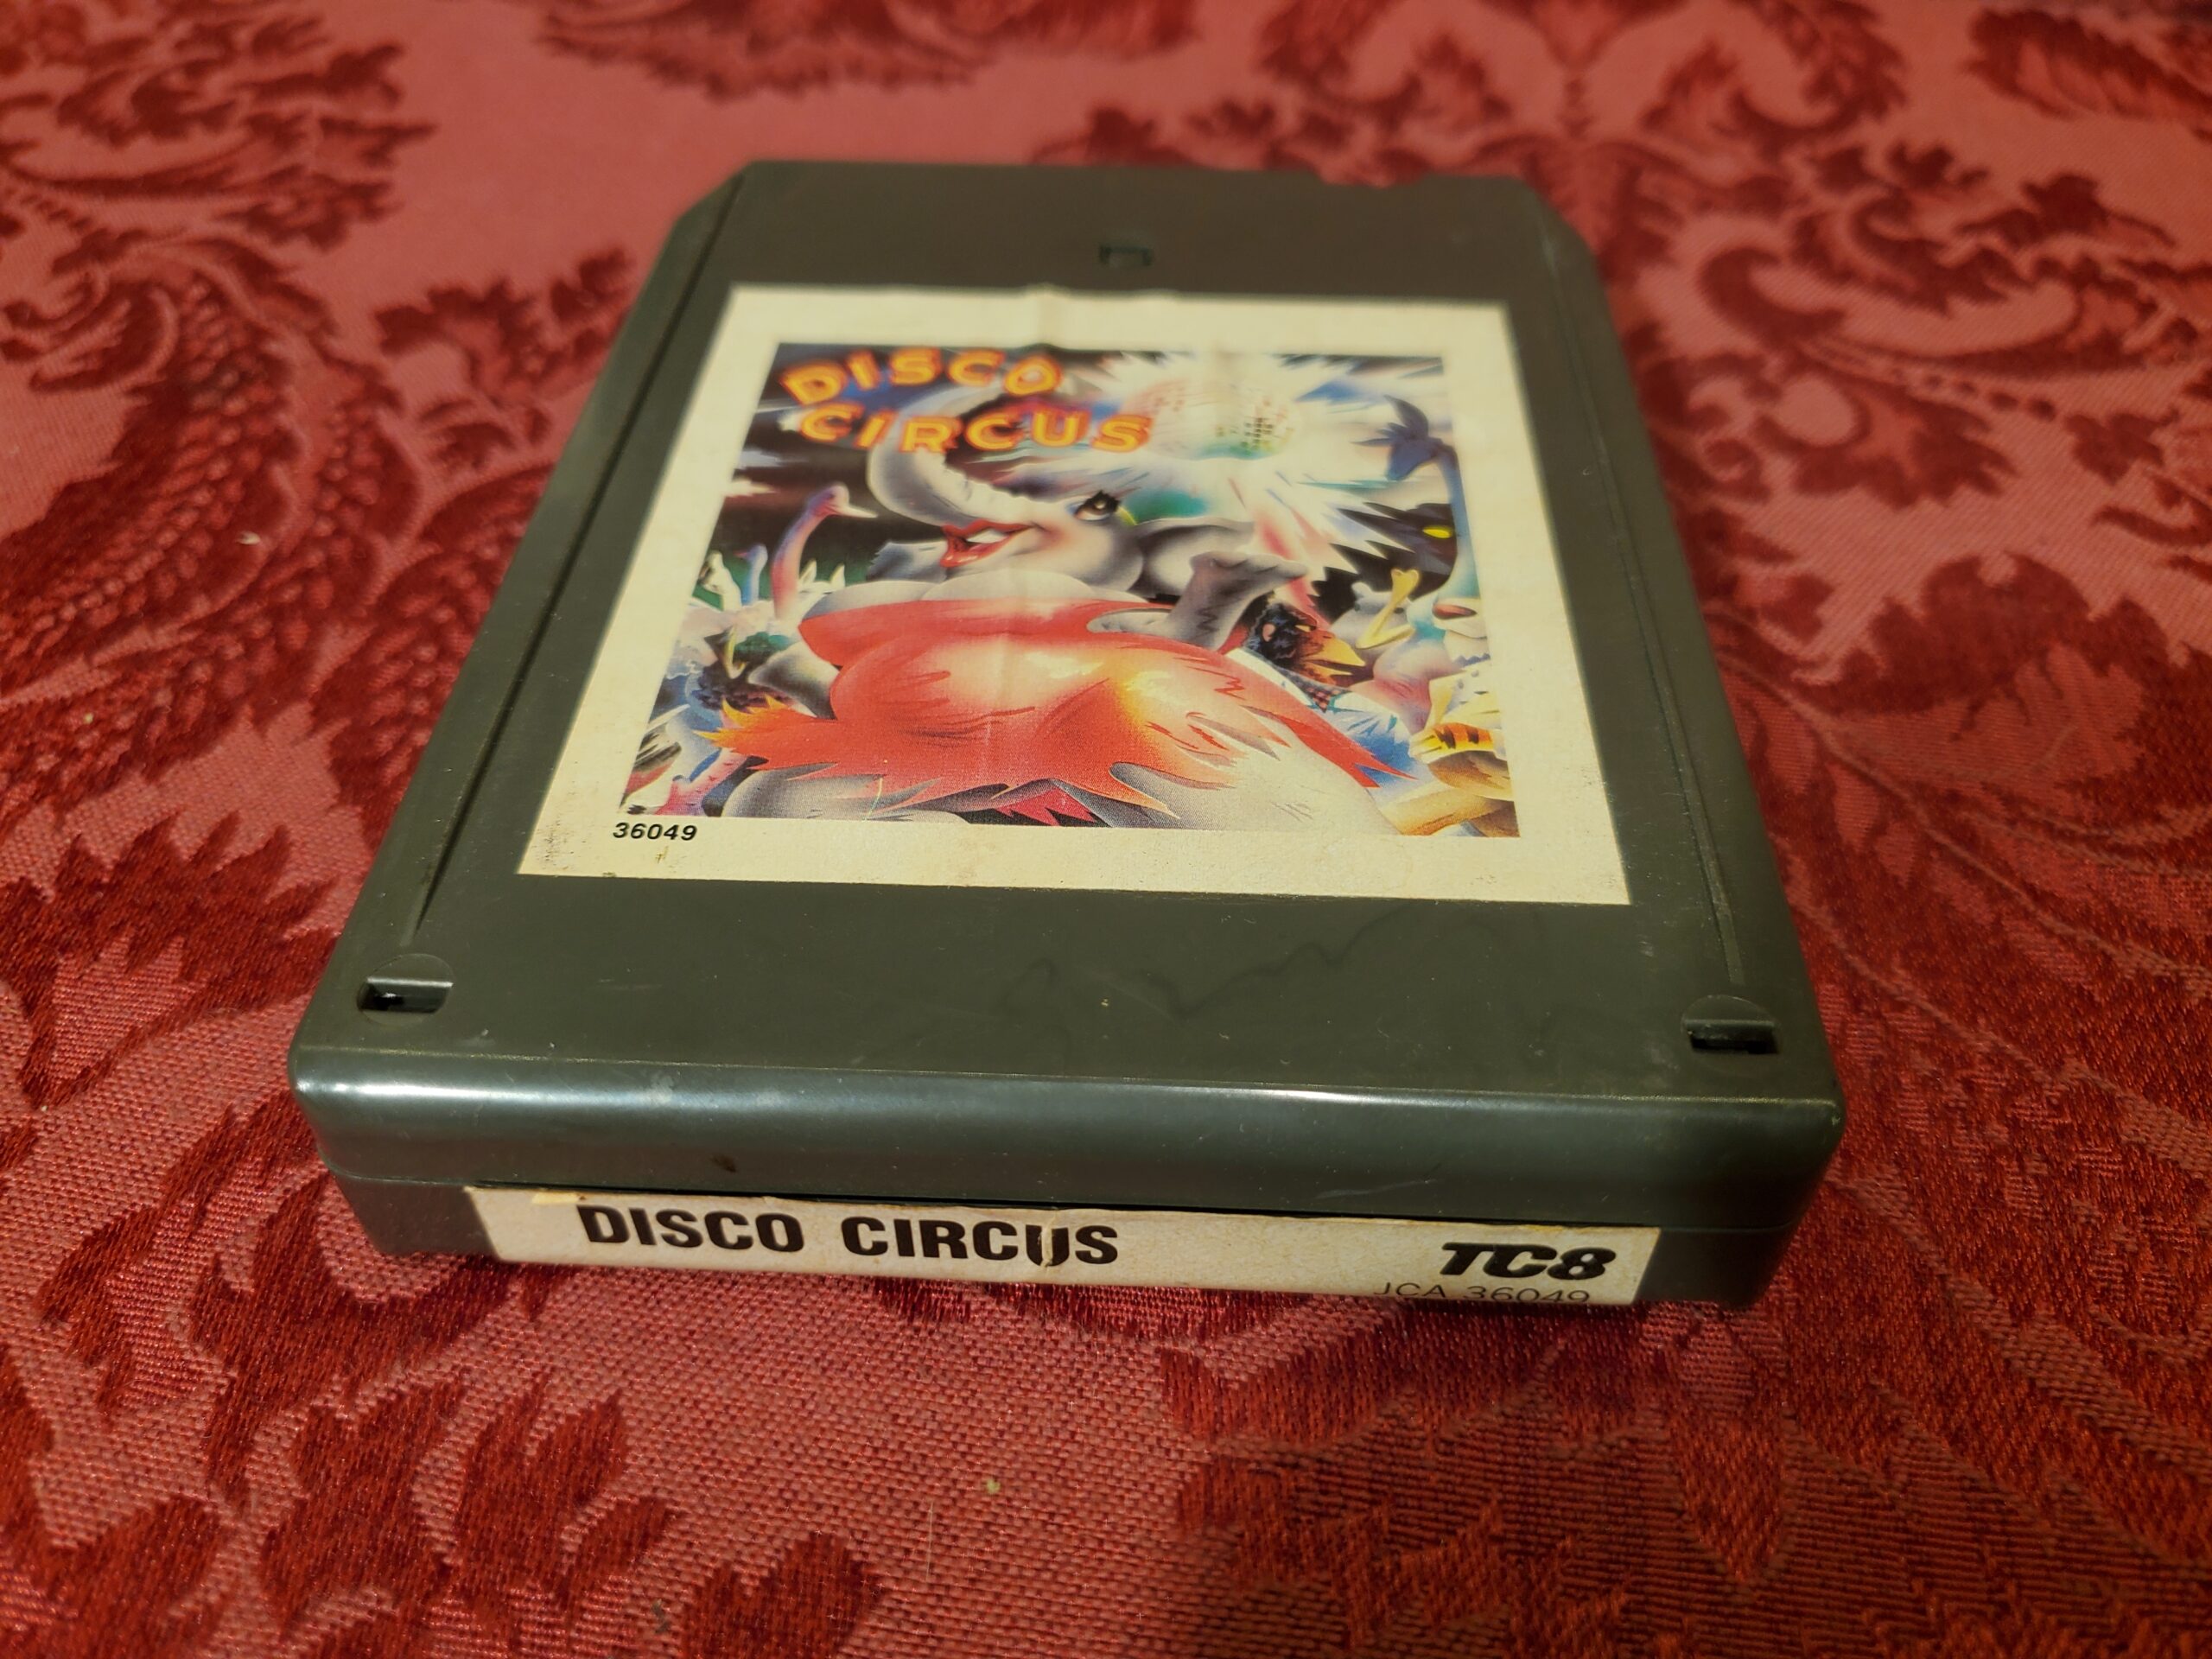 DISCO
CIRCUS
36049
DISCO CIRCUS
TC8
JCA 36049